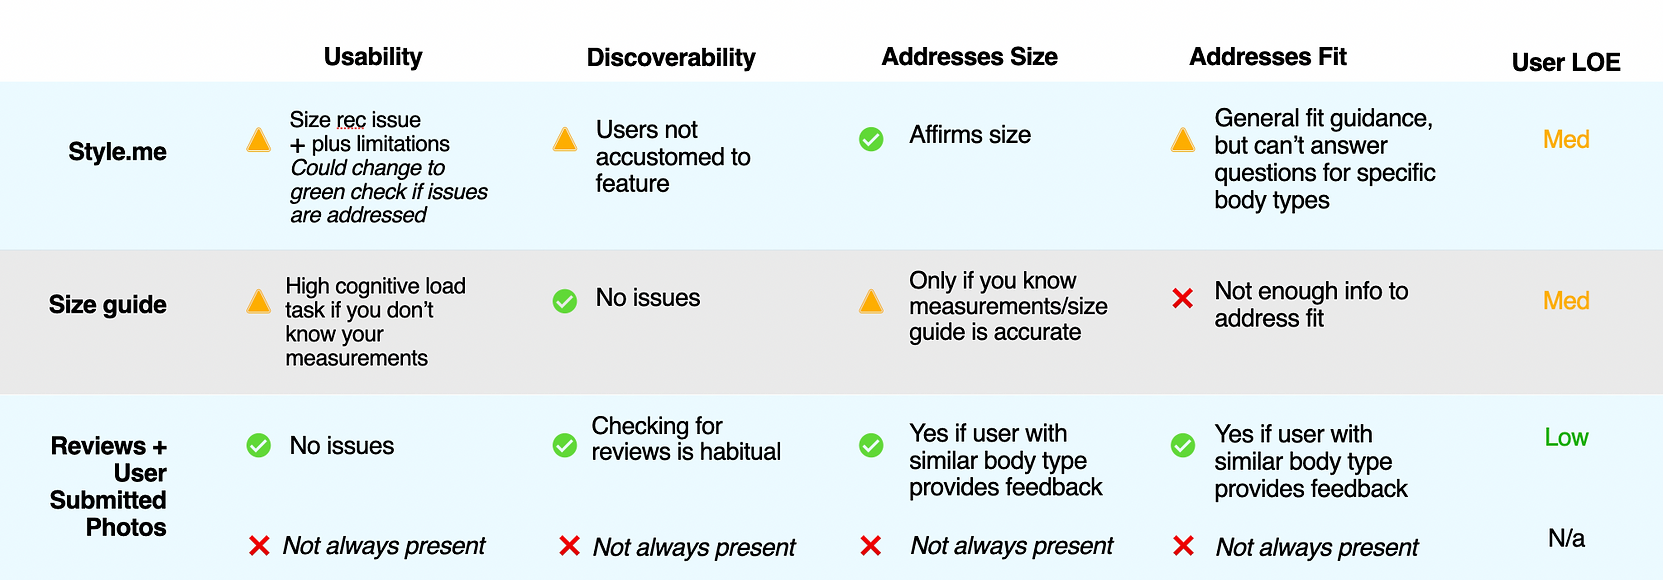 Usability
Discoverability
Addresses Size
Addresses Fit
User LOE
Style.me
Size rec issue
+ plus limitations
Could change to
green check if issues
are addressed
Users not
accustomed to
feature
Affirms size
General fit guidance,
but can't answer
questions for specific
body types
Med
Size guide
High cognitive load
task if you don't
know your
measurements
No issues
Only if you know
measurements/size
guide is accurate
Not enough info to
address fit
Med
Reviews +
User
Submitted
Photos
No issues
Checking for
reviews is habitual
Yes if user with
similar body type
provides feedback
Yes if user with
similar body type
provides feedback
Low
Not always present
Not always present
Not always present
Not always present
N/a